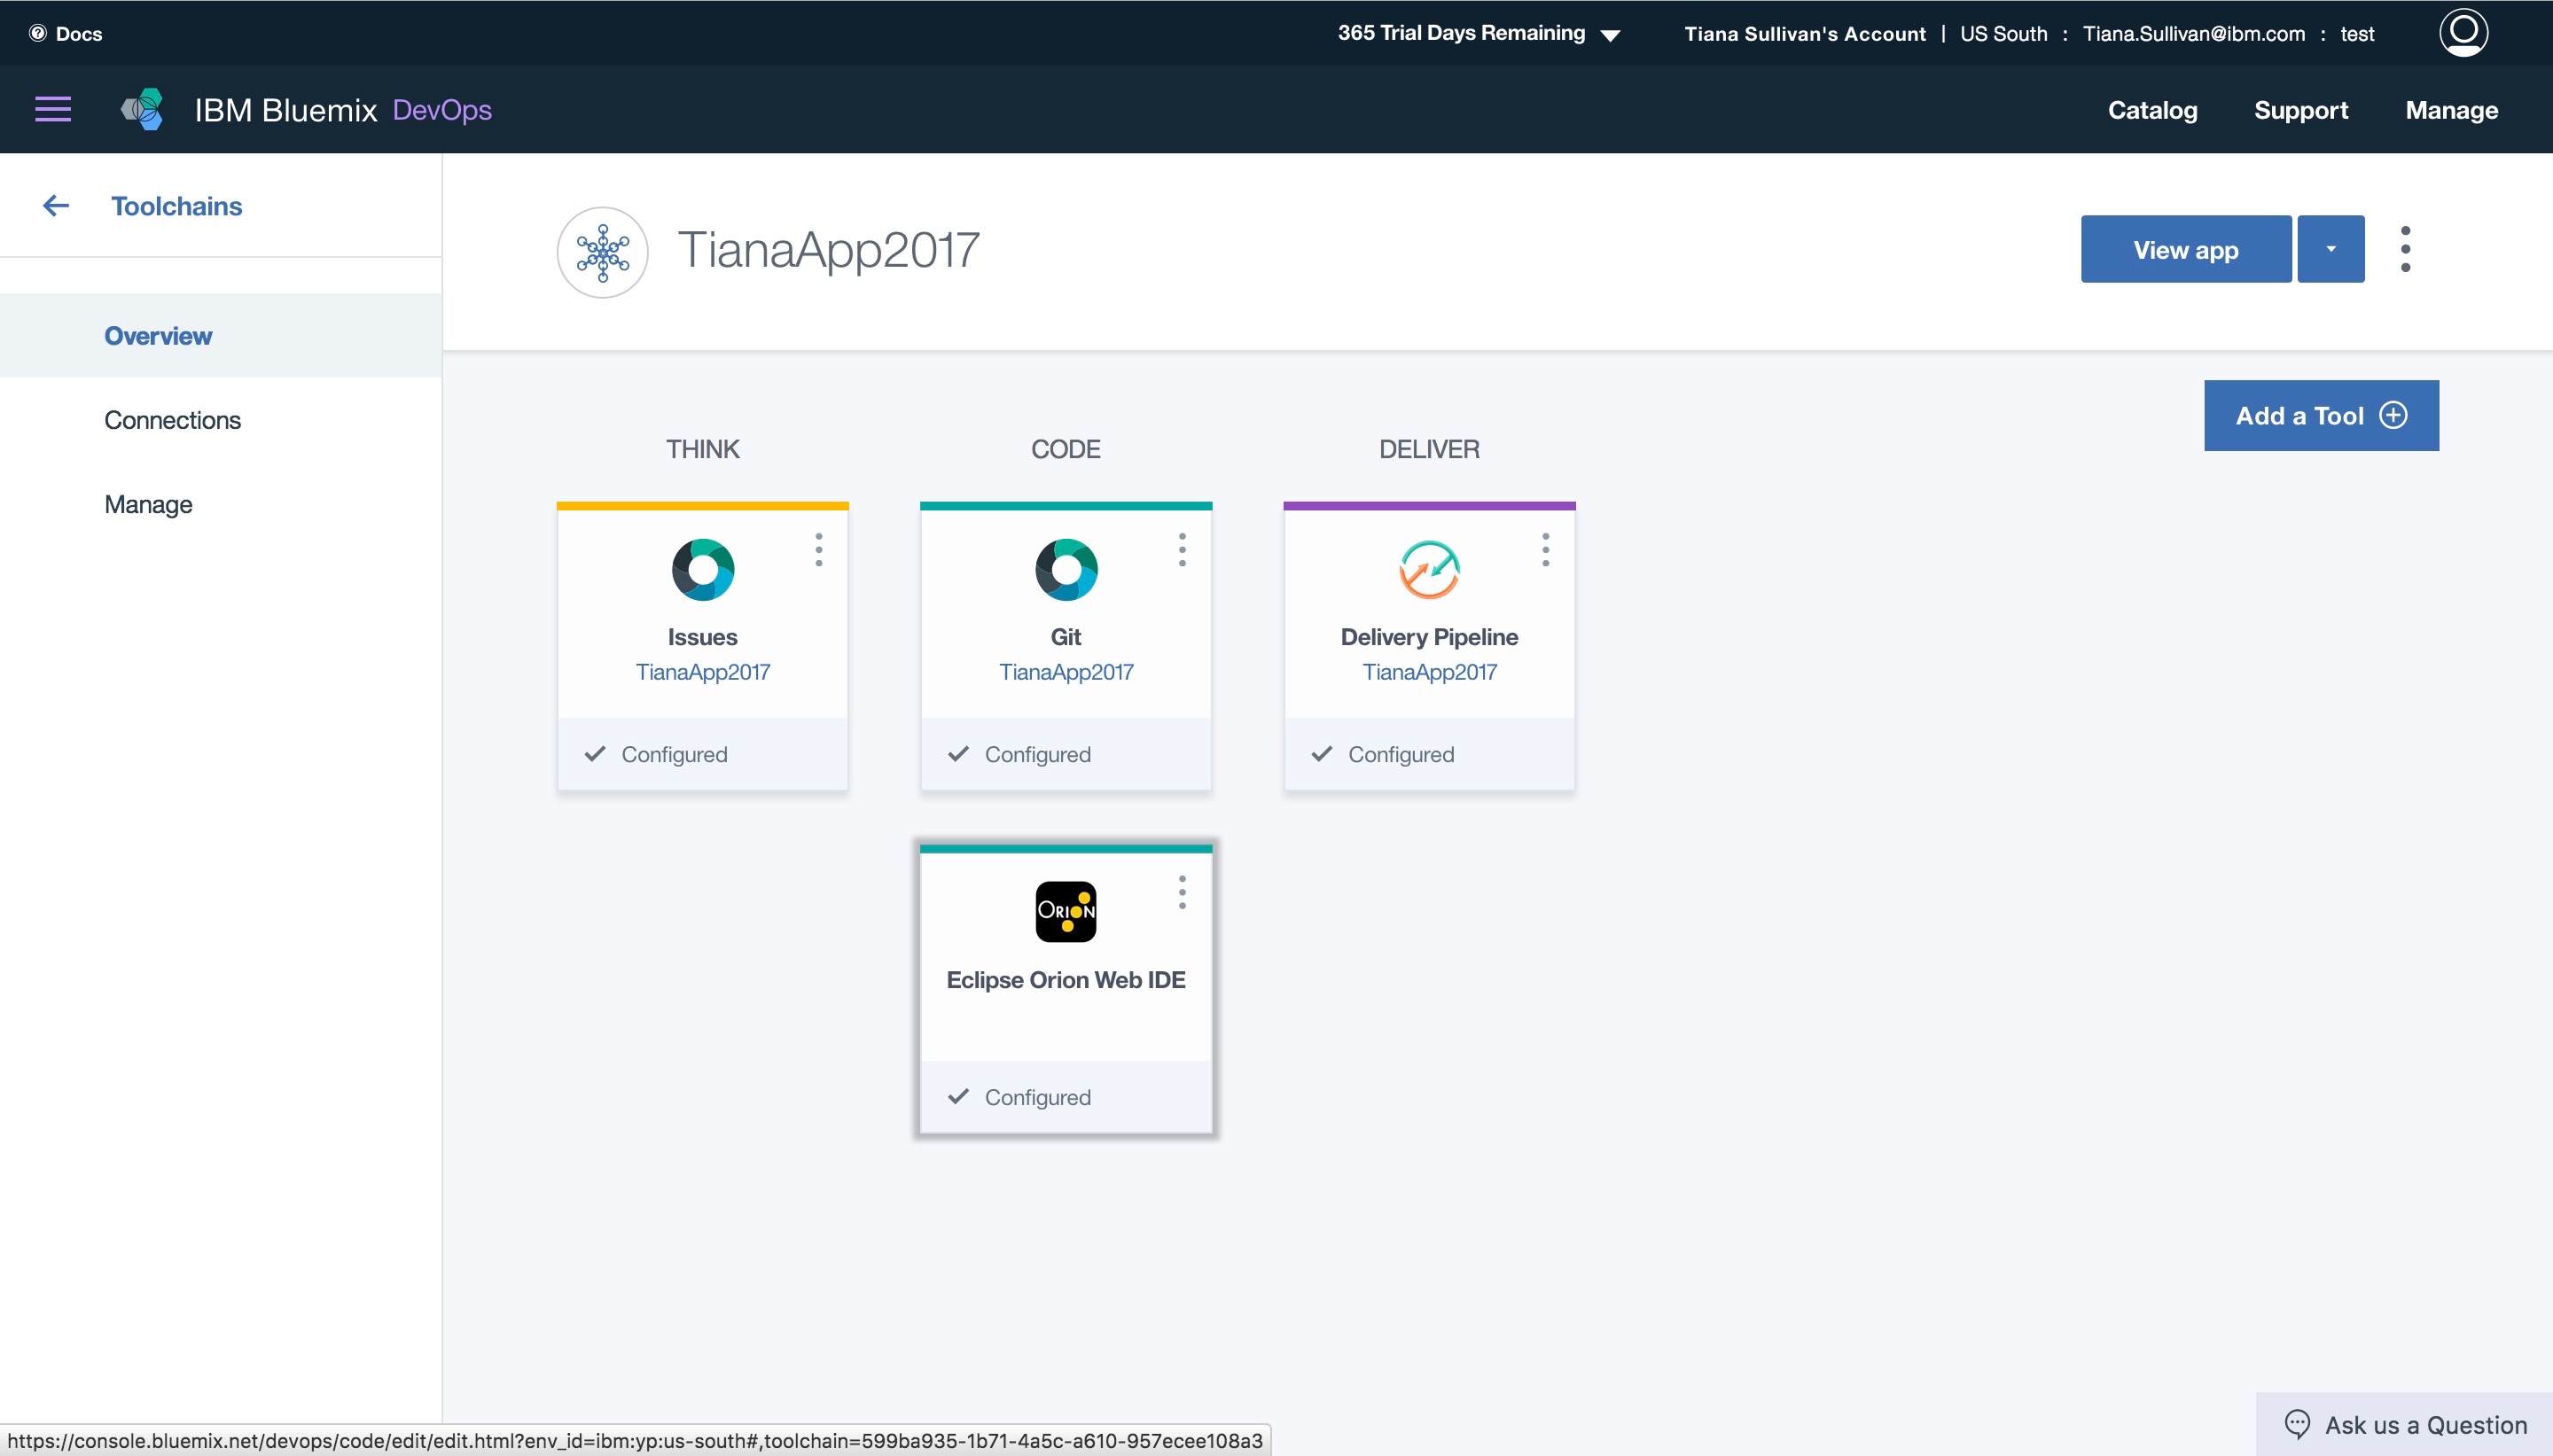 Docs
365 Trial Days Remaining
Tiana Sullivan's Account | US South : Tiana.Sullivan@ibm.com : test
IBM Bluemix DevOps
Catalog Support Manage
Toolchains
TianaApp2017
View app
Overview
Connections
Manage
Add a Tool
THINK CODE DELIVER
Issues Git Delivery Pipeline
TianaApp2017 TianaApp2017 TianaApp2017
Configured Configured Configured
ORION
Eclipse Orion Web IDE
Configured
Ask us a Question
https://console.bluemix.net/devops/code/edit/edit.html?env_id=ibm:yp:us-south#,toolchain=599ba935-1b71-4a5c-a610-957ecee108a3